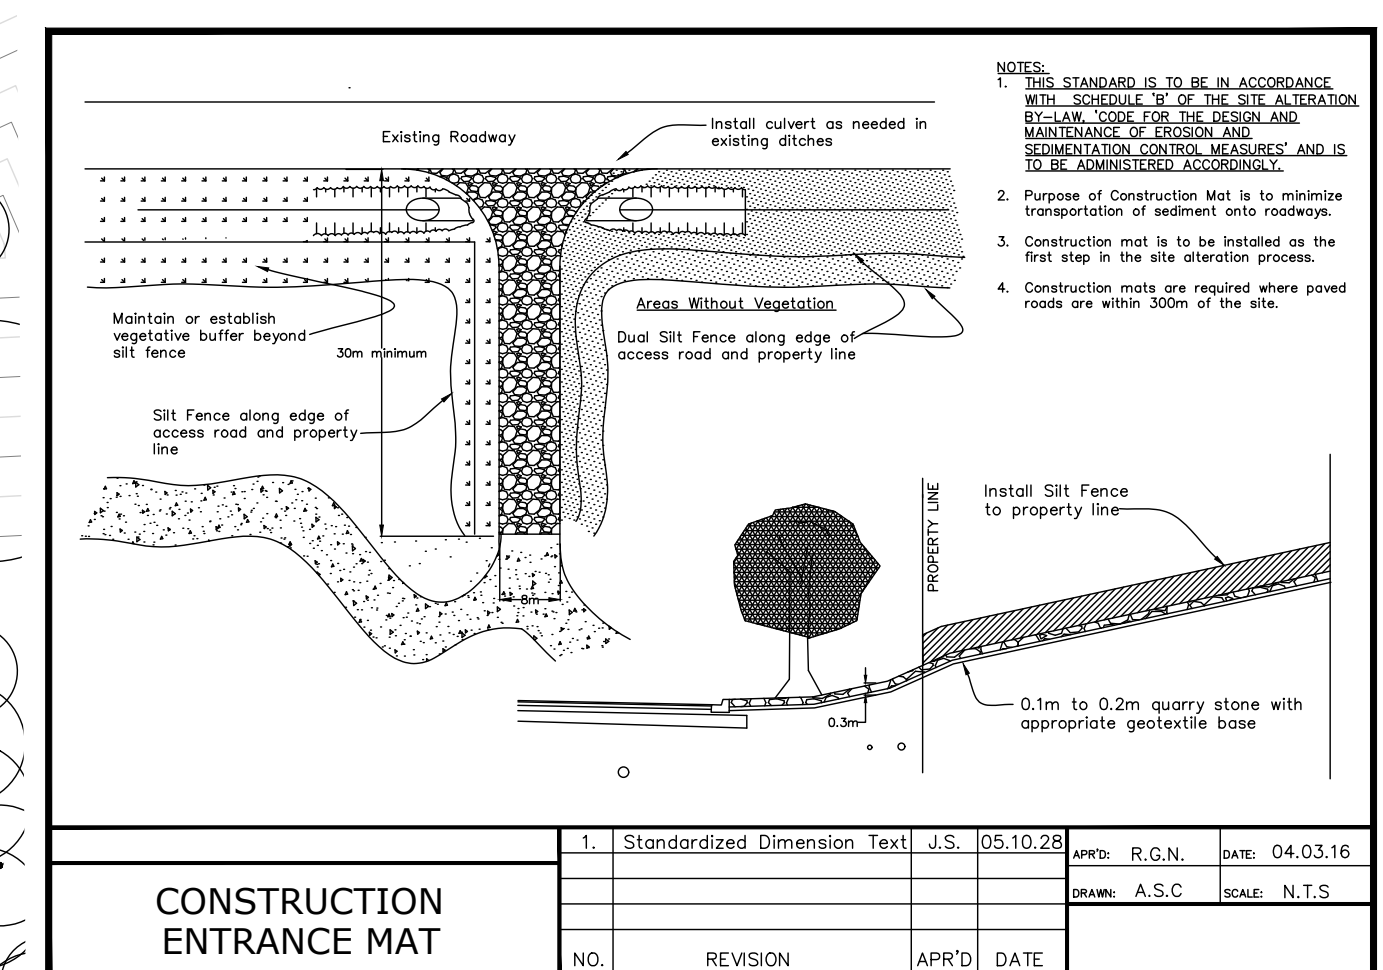 NOTES:
1. THIS STANDARD IS TO BE IN ACCORDANCE
WITH SCHEDULE 'B' OF THE SITE ALTERATION
BY-LAW, 'CODE FOR THE DESIGN AND
MAINTENANCE OF EROSION AND
SEDIMENTATION CONTROL MEASURES' AND IS
TO BE ADMINISTERED ACCORDINGLY.
2. Purpose of Construction Mat is to minimize
transportation of sediment onto roadways.
3. Construction mat is to be installed as the
first step in the site alteration process.
4. Construction mats are required where paved
roads are within 300m of the site.
Existing Roadway
Install culvert as needed in
existing ditches
Areas Without Vegetation
Maintain or establish
vegetative buffer beyond
silt fence
30m minimum
Dual Silt Fence along edge of
access road and property line
Silt Fence along edge of
access road and property
line
PROPERTY LINE
Install Silt Fence
to property line
8m
0.3m
0.1m to 0.2m quarry stone with
appropriate geotextile base
1. Standardized Dimension Text J.S. 05.10.28
APR'D: R.G.N. DATE: 04.03.16
DRAWN: A.S.C SCALE: N.T.S
CONSTRUCTION
ENTRANCE MAT
NO. REVISION APR'D DATE